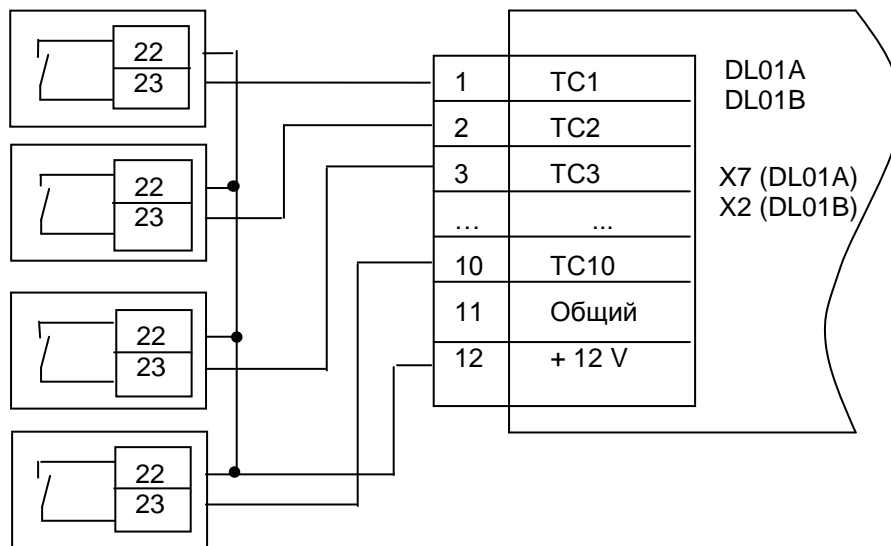 22
23
22
23
22
23
22
23
1 TC1
2 TC2
3 TC3
... ...
10 TC10
11 Общий
12 + 12 V
DL01A
DL01B
X7 (DL01A)
X2 (DL01B)